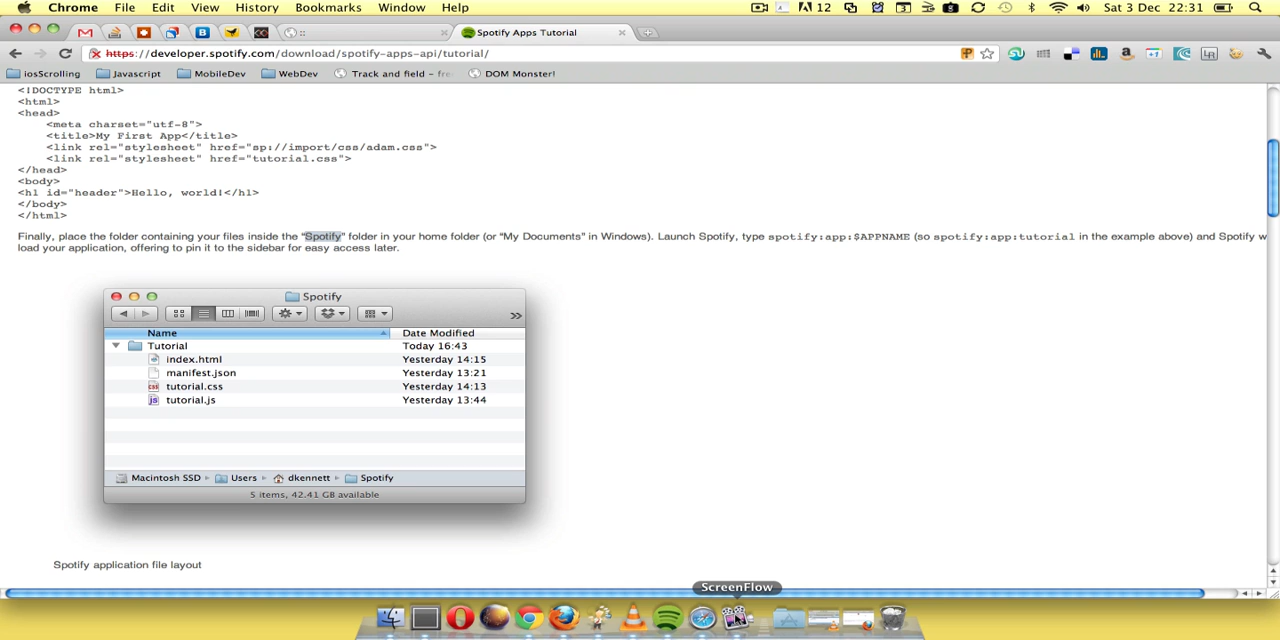 Chrome File Edit View History Bookmarks Window Help 12 Sat 3 Dec 22:31
Spotify Apps Tutorial
https://developer.spotify.com/download/spotify-apps-api/tutorial/
iosScrolling Javascript MobileDev WebDev Track and field – fre DOM Monster!
<!DOCTYPE html>
<html>
<head>
<meta charset="utf-8">
<title>My First App</title>
<link rel="stylesheet" href="sp://import/css/adam.css">
<link rel="stylesheet" href="tutorial.css">
</head>
<body>
<h1 id="header">Hello, world!</h1>
</body>
</html>
Finally, place the folder containing your files inside the “Spotify” folder in your home folder (or “My Documents” in Windows). Launch Spotify, type spotify:app:$APPNAME (so spotify:app:tutorial in the example above) and Spotify w
load your application, offering to pin it to the sidebar for easy access later.
Spotify
Name Date Modified
Tutorial Today 16:43
index.html Yesterday 14:15
manifest.json Yesterday 13:21
tutorial.css Yesterday 14:13
tutorial.js Yesterday 13:44
Macintosh SSD Users dkennett Spotify
5 items, 42.41 GB available
Spotify application file layout
ScreenFlow